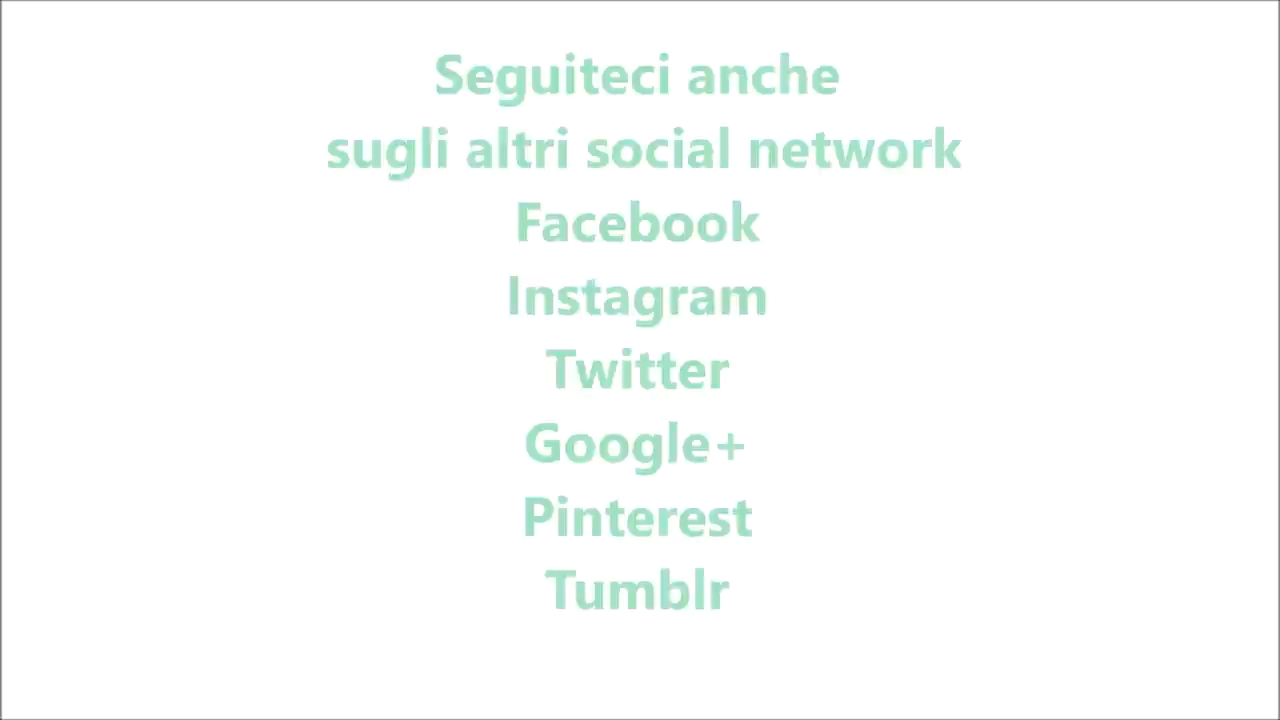 Seguiteci anche
sugli altri social network
Facebook
Instagram
Twitter
Google+
Pinterest
Tumblr